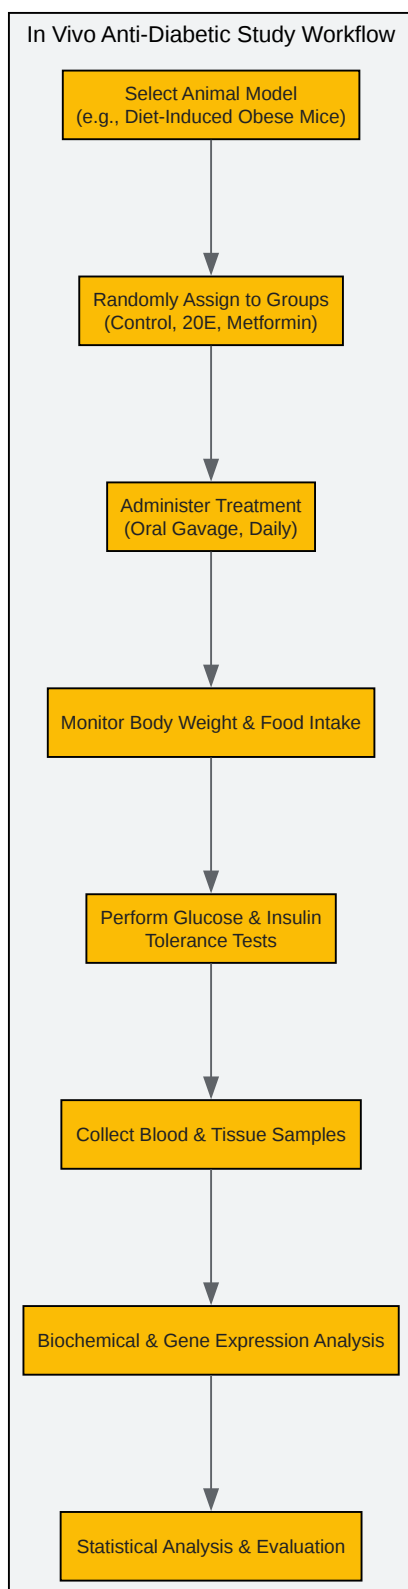 In Vivo Anti-Diabetic Study Workflow
Select Animal Model
(e.g., Diet-Induced Obese Mice)
Randomly Assign to Groups
(Control, 20E, Metformin)
Administer Treatment
(Oral Gavage, Daily)
Monitor Body Weight & Food Intake
Perform Glucose & Insulin
Tolerance Tests
Collect Blood & Tissue Samples
Biochemical & Gene Expression Analysis
Statistical Analysis & Evaluation